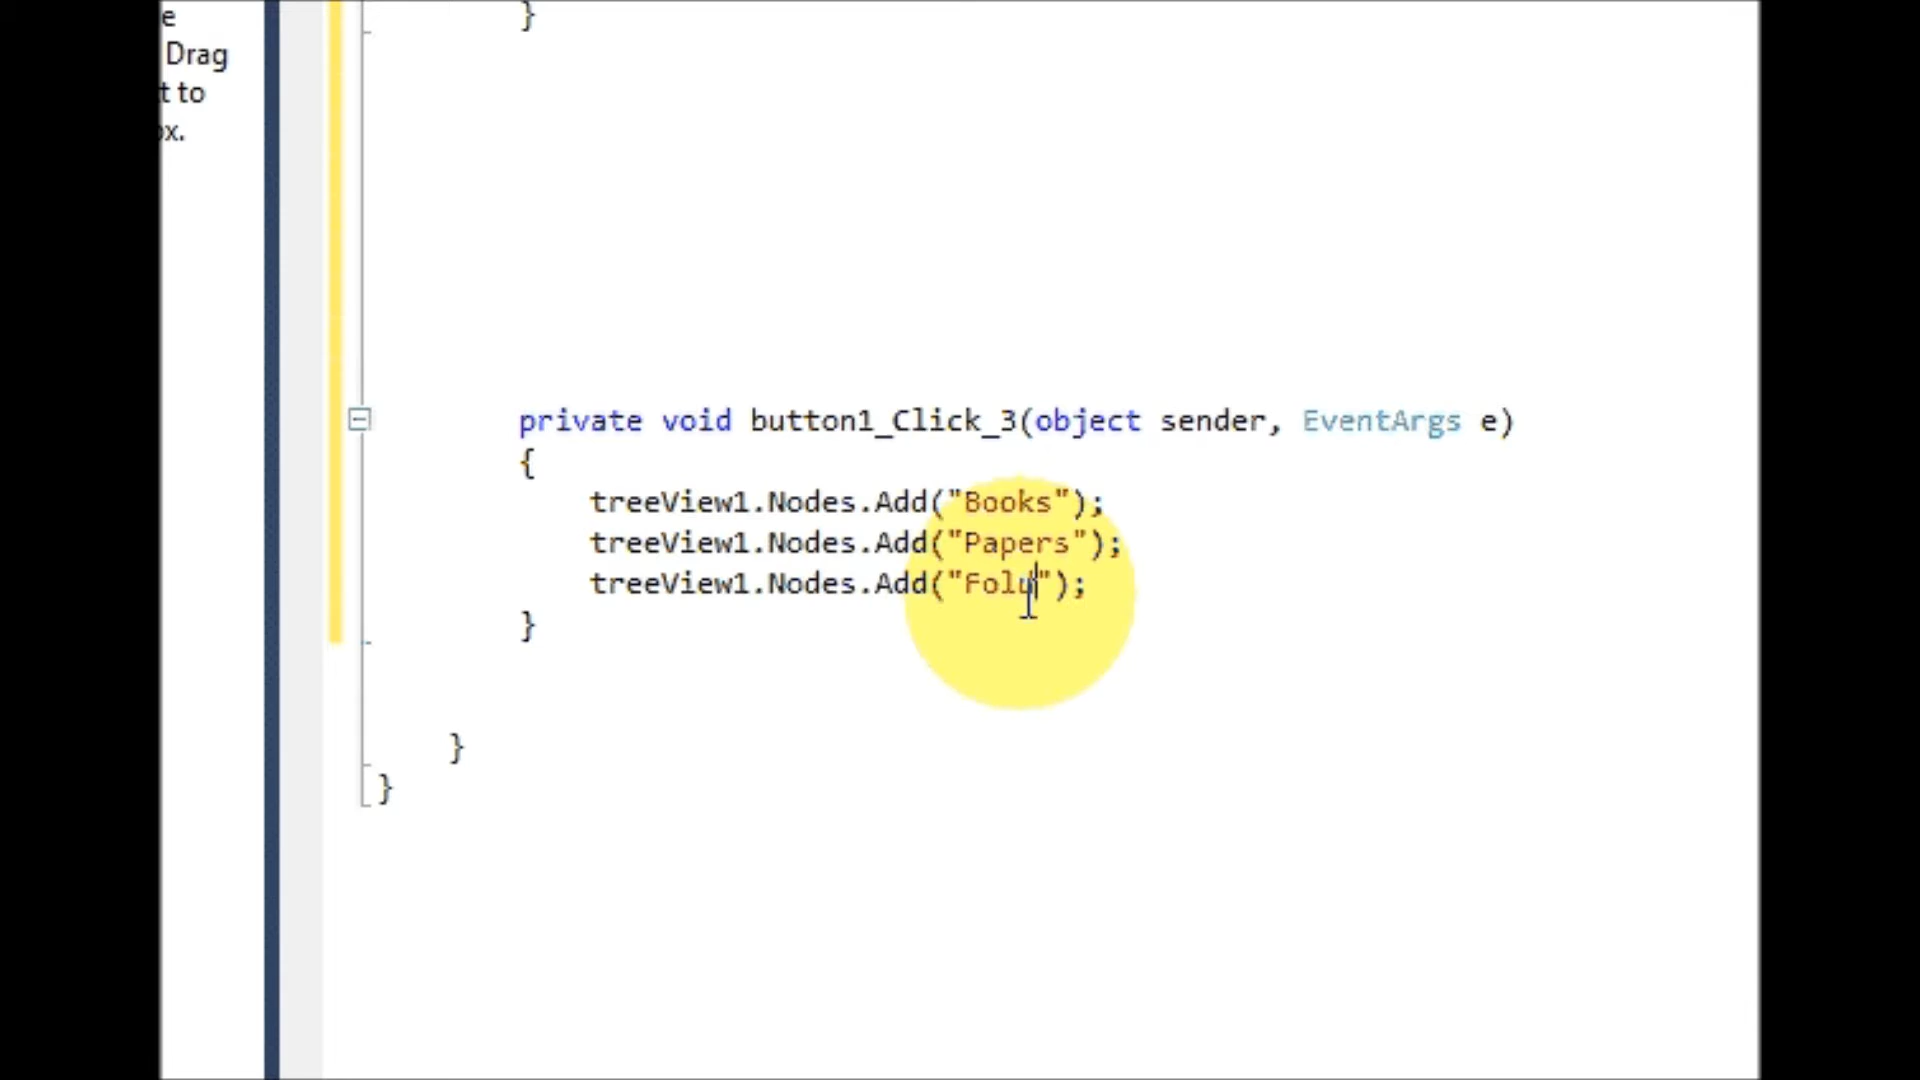 e
Drag
t to
ox.
}
private void button1_Click_3(object sender, EventArgs e)
{
treeView1.Nodes.Add("Books");
treeView1.Nodes.Add("Papers");
treeView1.Nodes.Add("Folu");
}
}
}